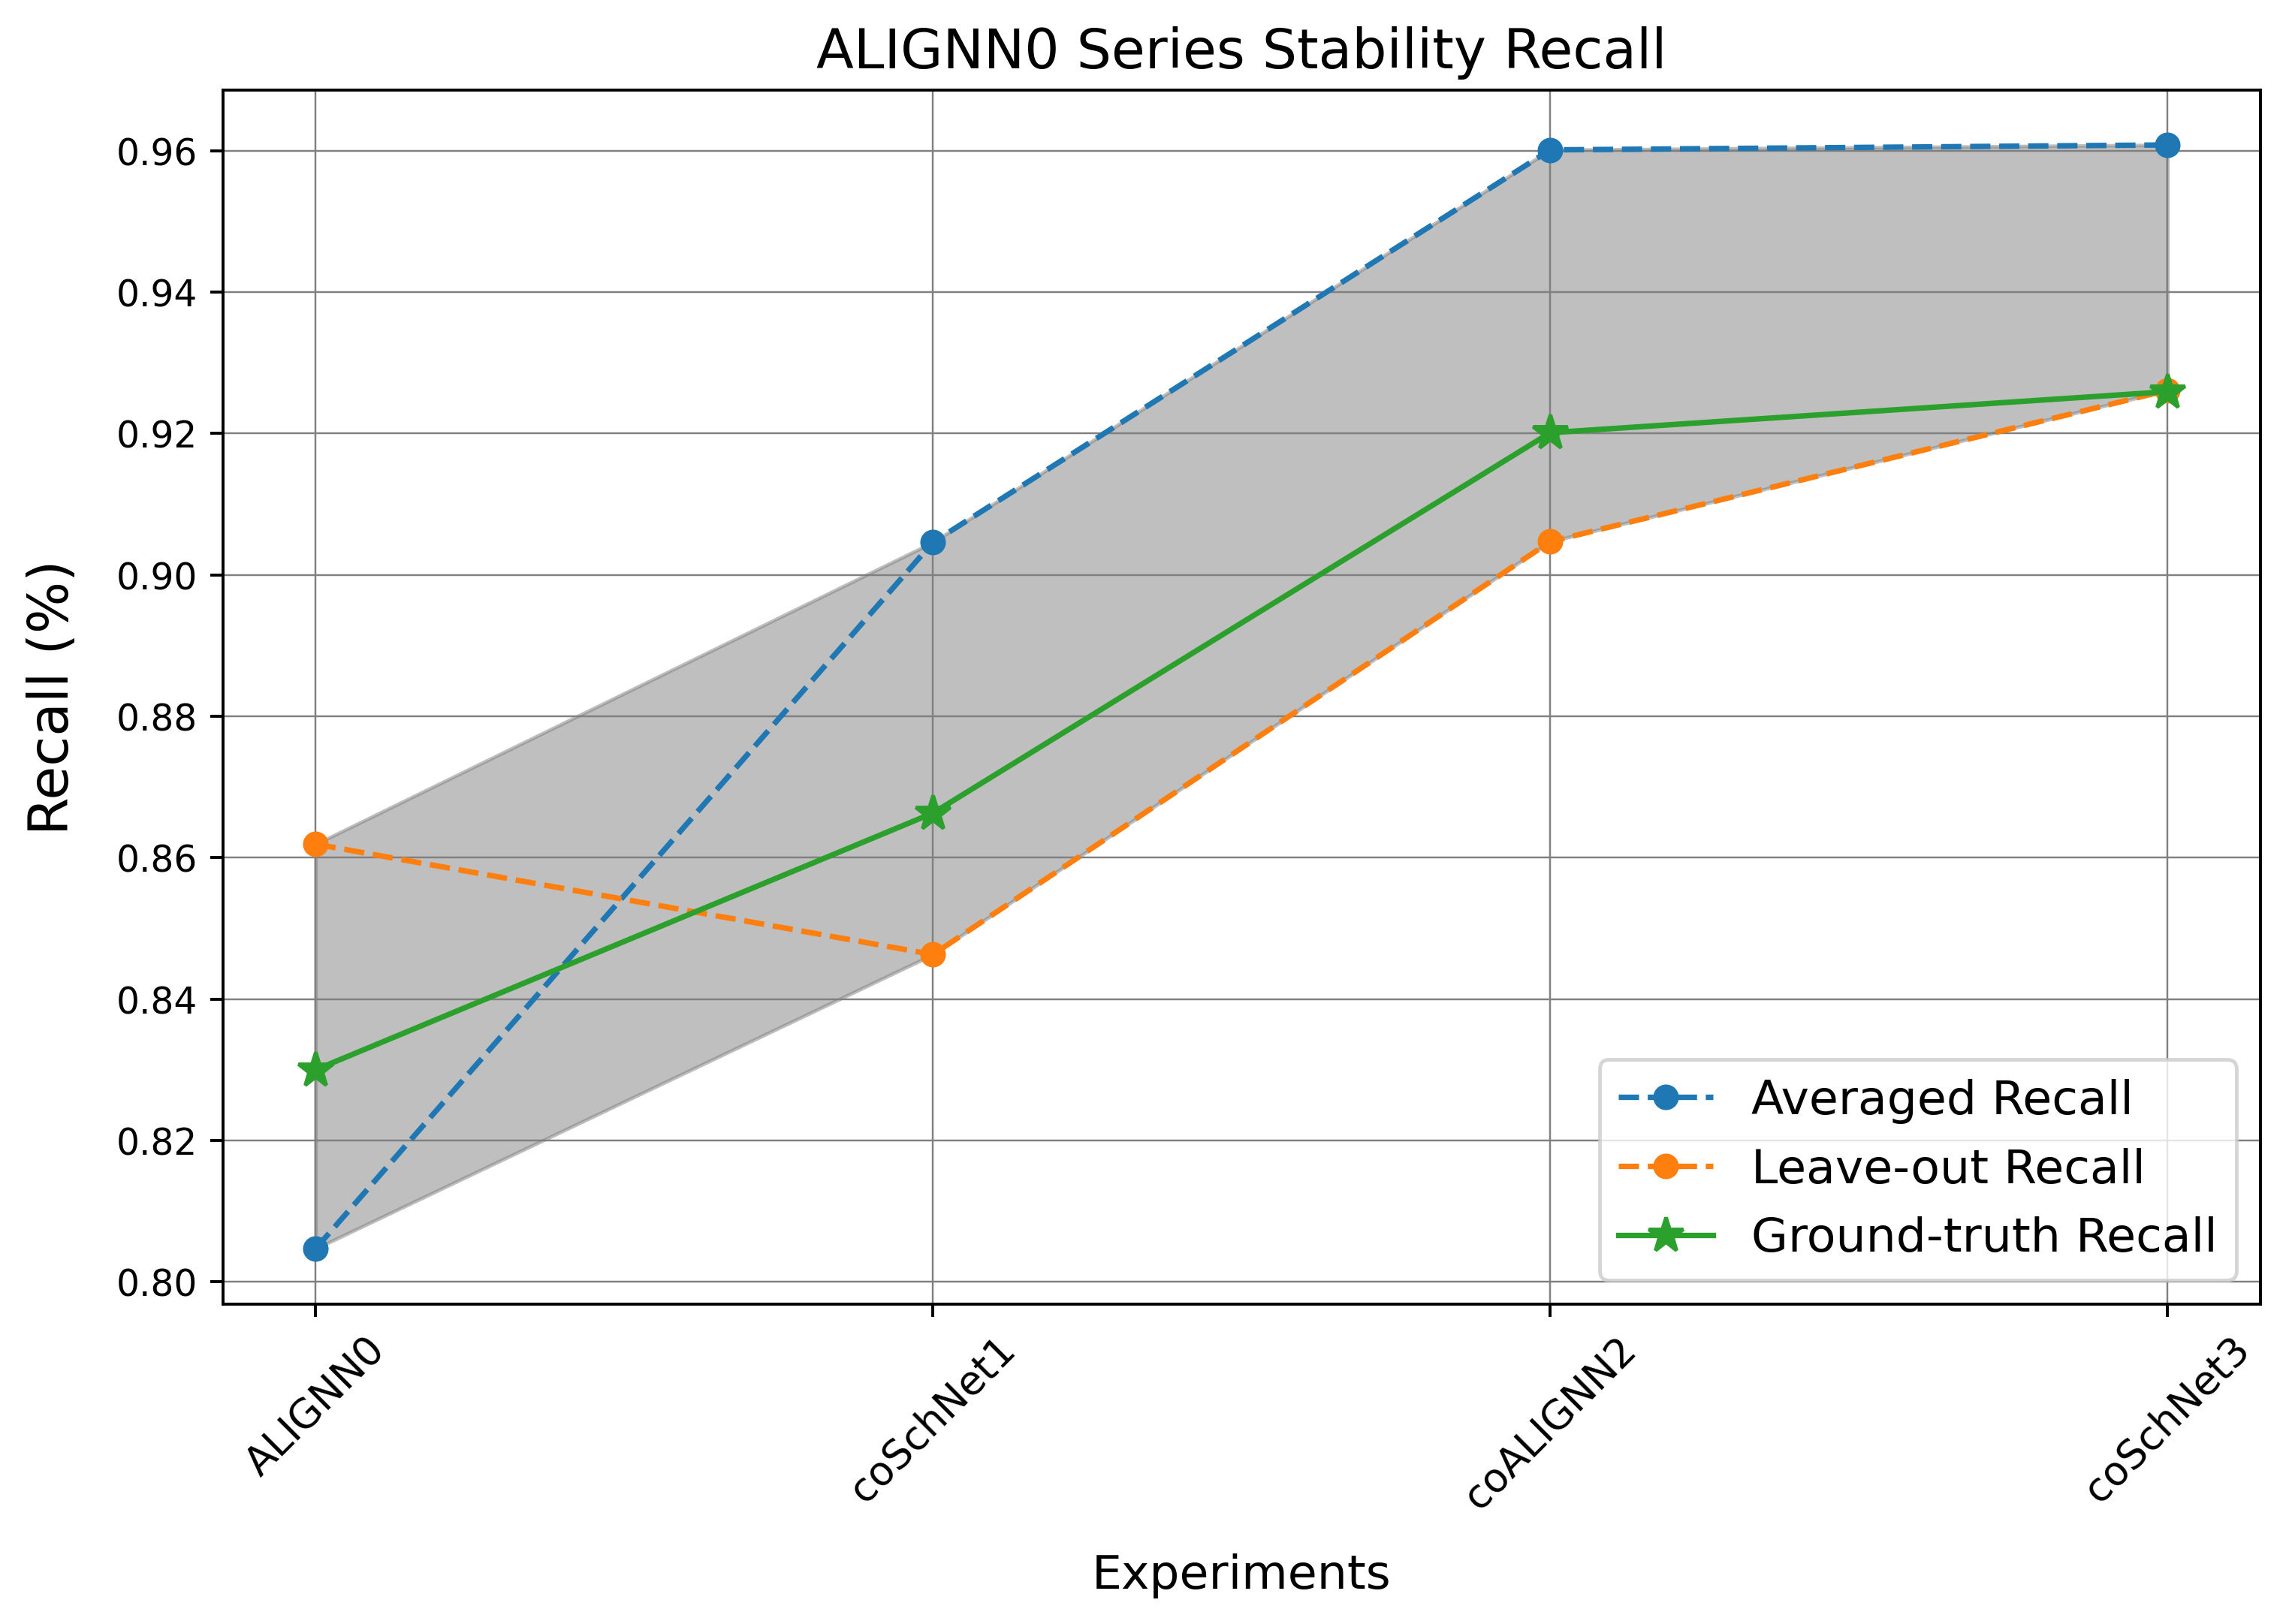 ALIGNN0 Series Stability Recall
0.96
0.94
0.92
0.90
0.88
0.86
0.84
0.82
0.80
Recall (%)
Averaged Recall
Leave-out Recall
Ground-truth Recall
ALIGNN0
coSchNet1
coALIGNN2
coSchNet3
Experiments